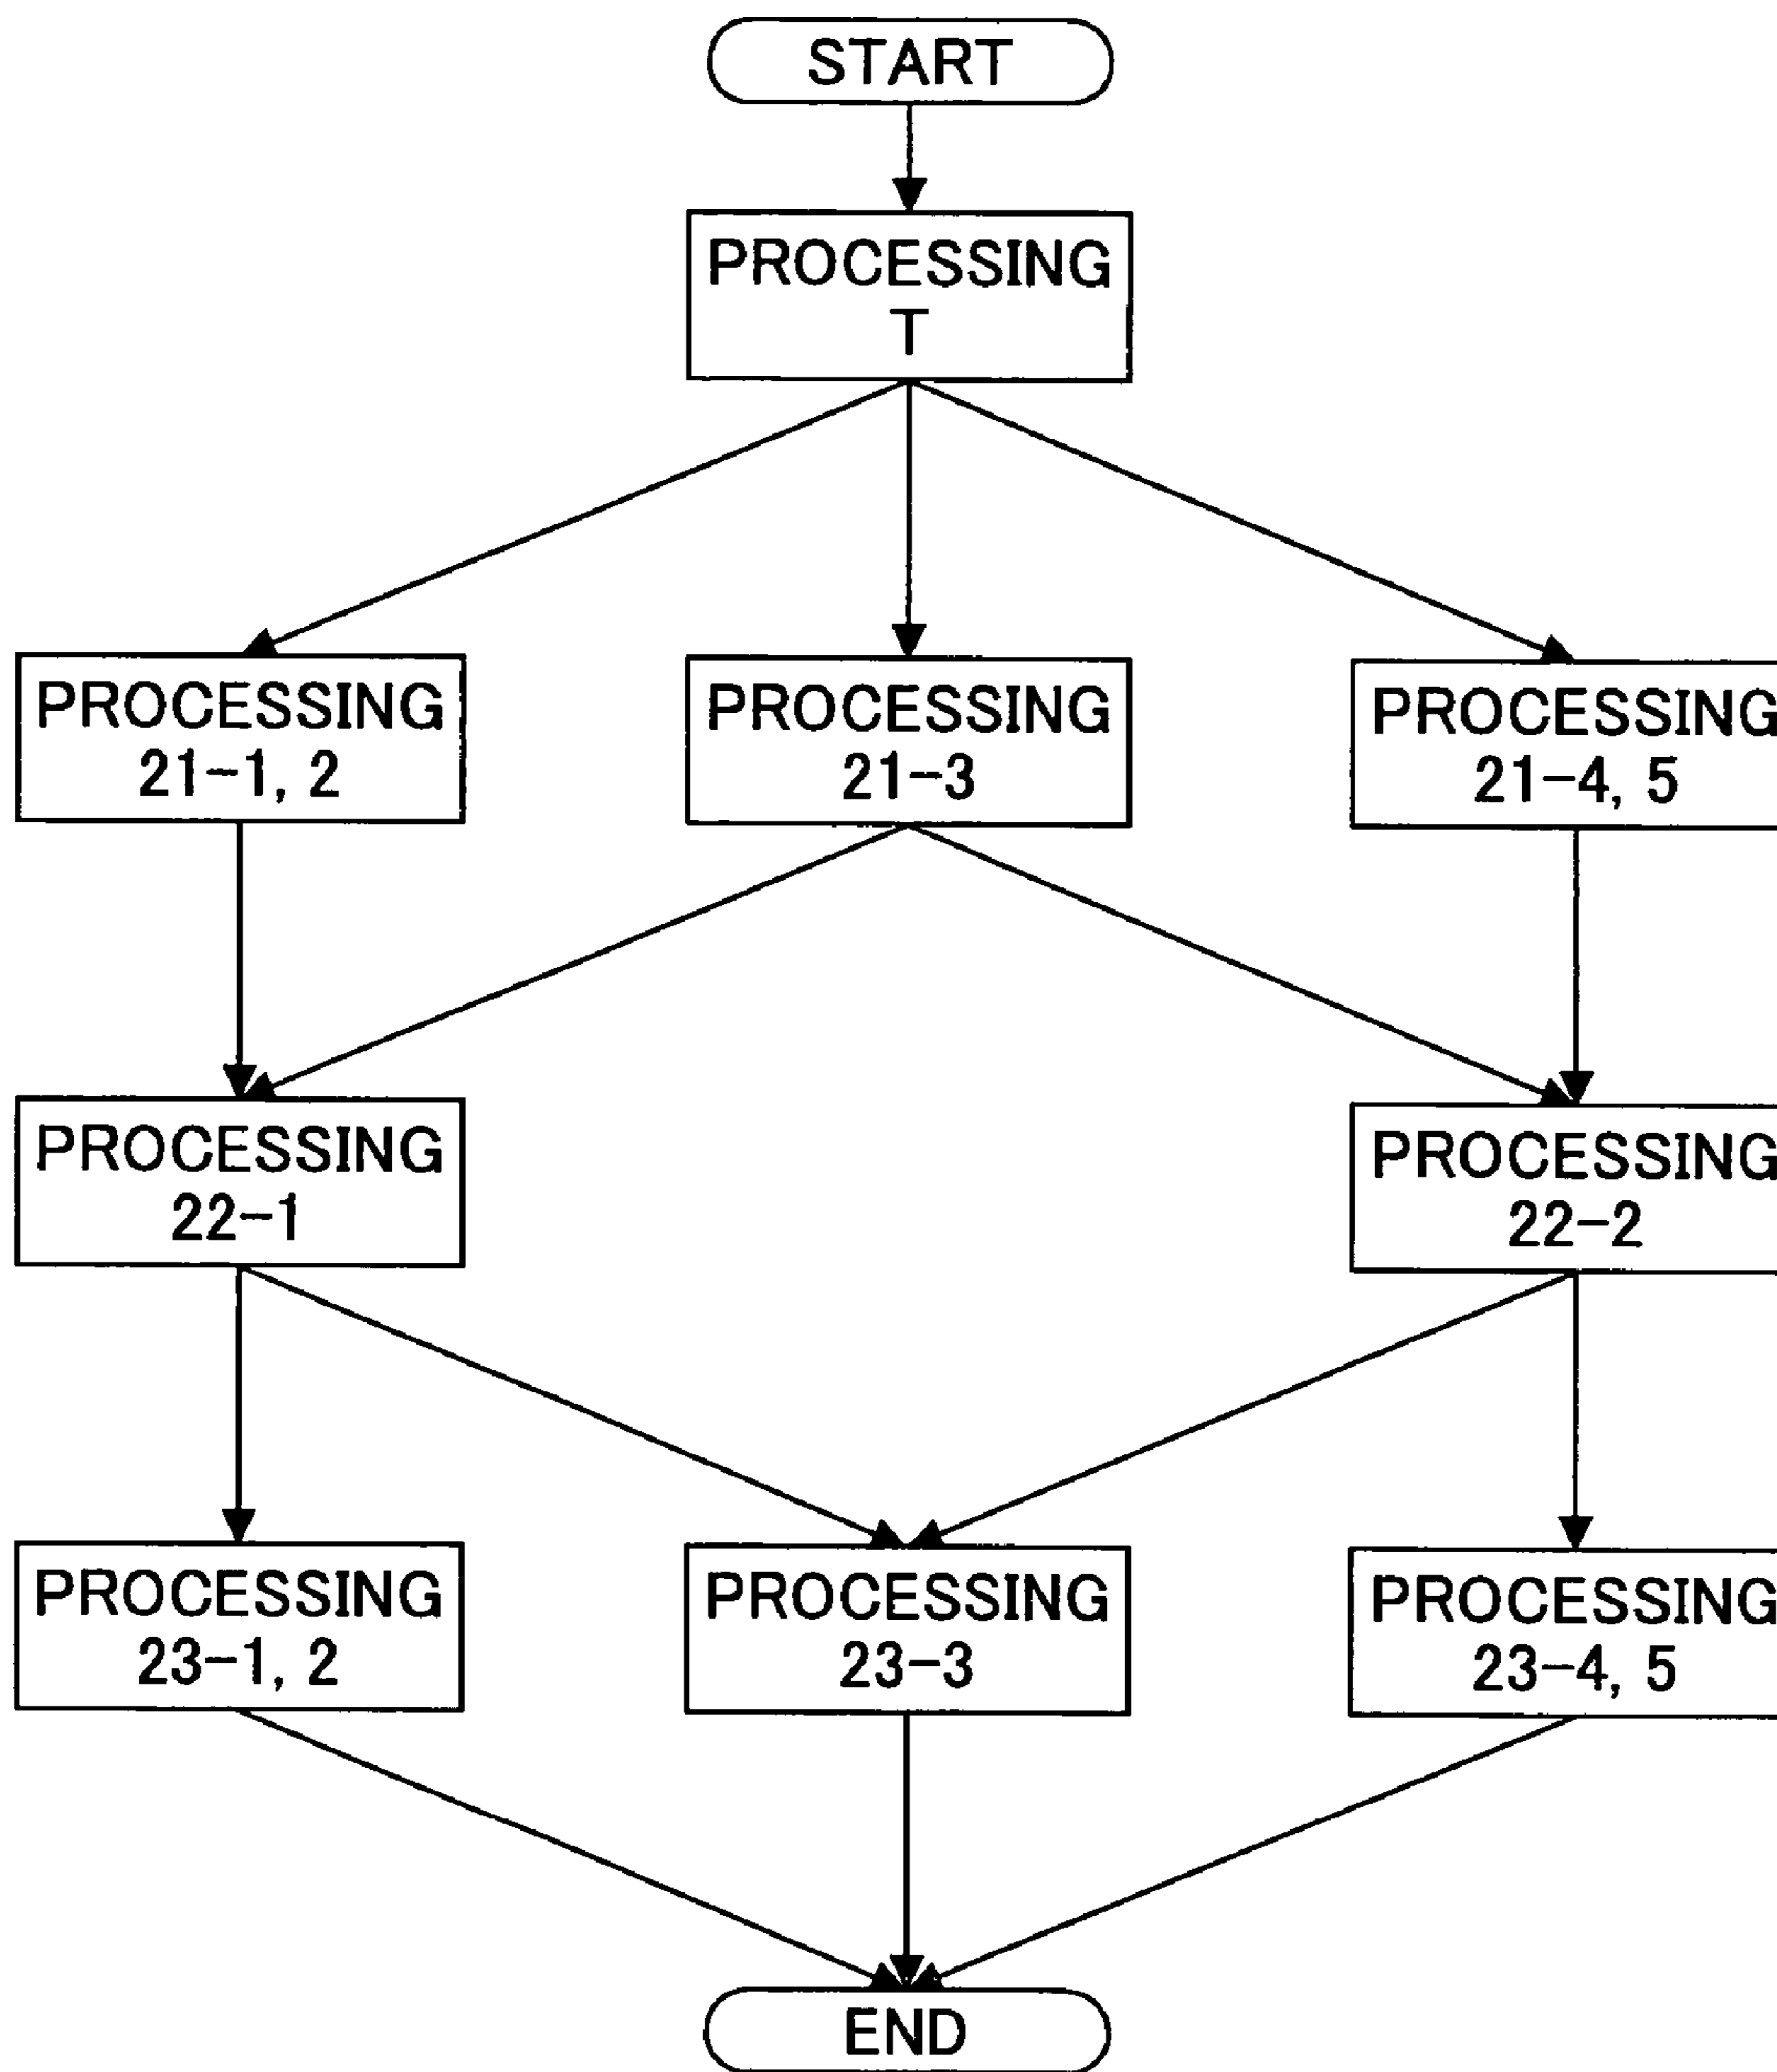 START
PROCESSING
T
PROCESSING
21-1, 2
PROCESSING
21-3
PROCESSING
21-4, 5
PROCESSING
22-1
PROCESSING
22-2
PROCESSING
23-1, 2
PROCESSING
23-3
PROCESSING
23-4, 5
END